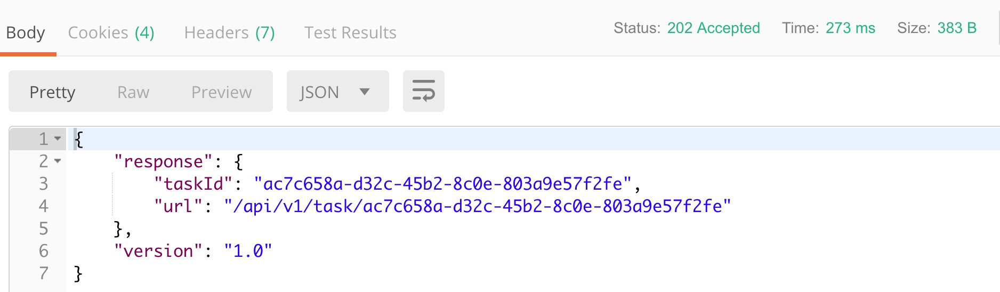 Body Cookies (4) Headers (7) Test Results Status: 202 Accepted Time: 273 ms Size: 383 B
Pretty Raw Preview JSON
1 {
2 "response": {
3 "taskId": "ac7c658a-d32c-45b2-8c0e-803a9e57f2fe",
4 "url": "/api/v1/task/ac7c658a-d32c-45b2-8c0e-803a9e57f2fe"
5 },
6 "version": "1.0"
7 }